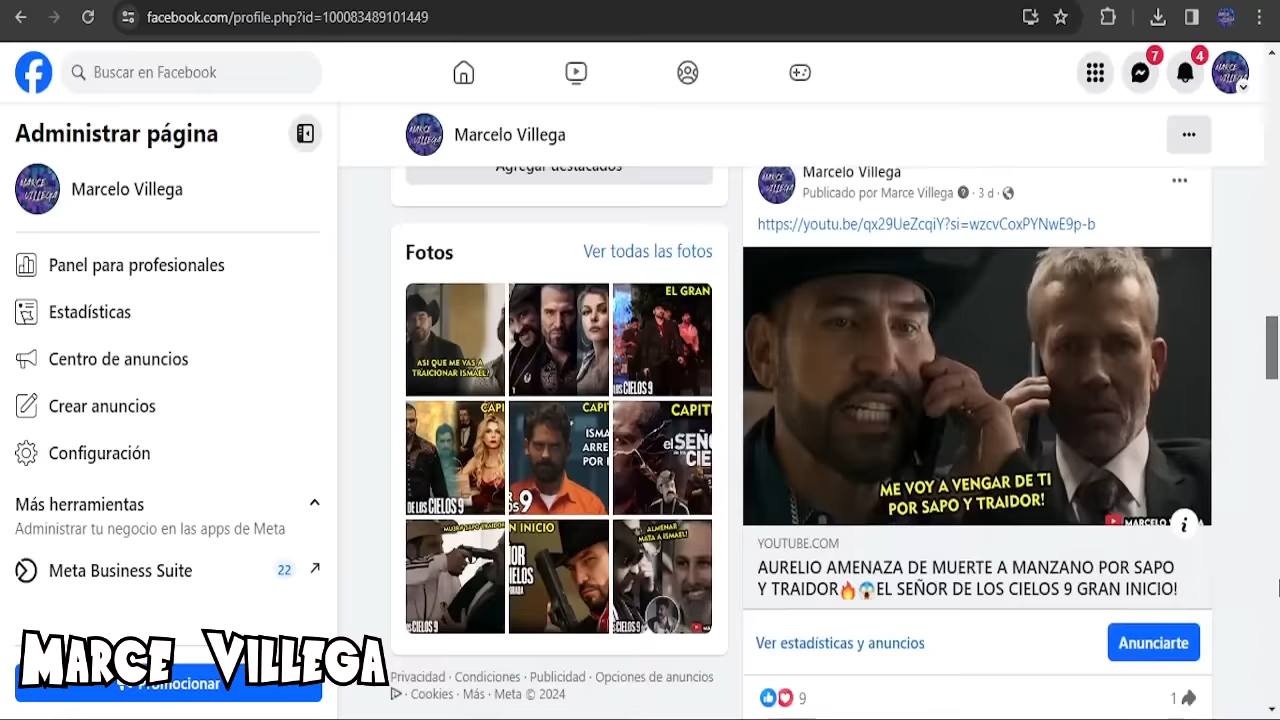 facebook.com/profile.php?id=100083489101449
Buscar en Facebook
7
4
Administrar página
Marcelo Villega
Panel para profesionales
Estadísticas
Centro de anuncios
Crear anuncios
Configuración
Más herramientas
Administrar tu negocio en las apps de Meta
Meta Business Suite
22
Promocionar
MARCE VILLEGA
Marcelo Villega
Agregar destacados
Fotos
Ver todas las fotos
ASI QUE ME VAS A
TRAICIONAR ISMAEL?
EL GRAN
LOS CIELOS 9
CAPI
DE LOS CIELOS 9
CAPIT
ISMA
ARRE
POR
CAPITU
el SEÑO
CIE
N INICIO
ALMENAR
MATA A ISMAEL!
Privacidad · Condiciones · Publicidad · Opciones de anuncios
· Cookies · Más · Meta © 2024
Marcelo Villega
Publicado por Marce Villega · 3 d ·
https://youtu.be/qx29UeZcqiY?si=wzcvCoxPYNwE9p-b
ME VOY A VENGAR DE TI
POR SAPO Y TRAIDOR!
YOUTUBE.COM
AURELIO AMENAZA DE MUERTE A MANZANO POR SAPO
Y TRAIDOR🔥😱EL SEÑOR DE LOS CIELOS 9 GRAN INICIO!
Ver estadísticas y anuncios
Anunciarte
9
1